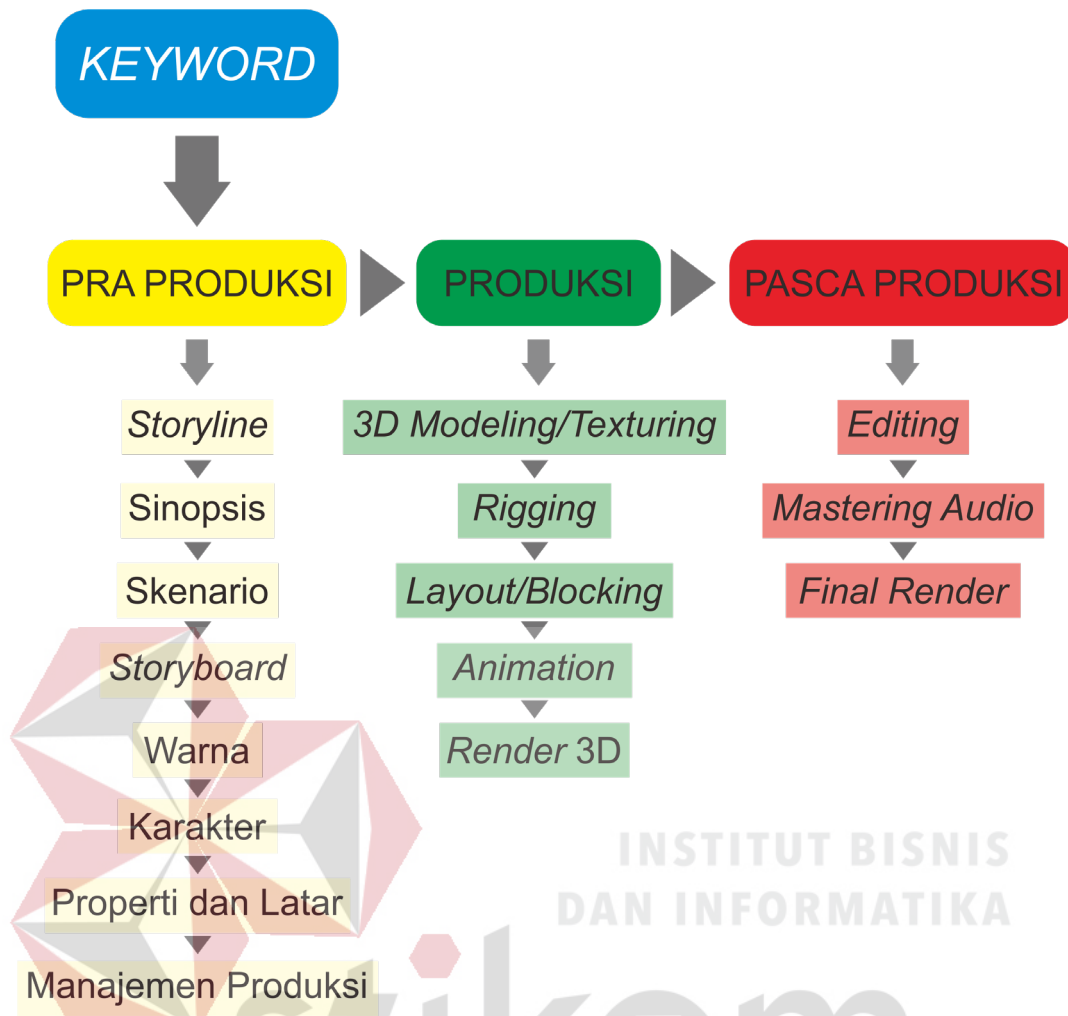 KEYWORD
PRA PRODUKSI
PRODUKSI
PASCA PRODUKSI
Storyline
Sinopsis
Skenario
Storyboard
Warna
Karakter
Properti dan Latar
Manajemen Produksi
3D Modeling/Texturing
Rigging
Layout/Blocking
Animation
Render 3D
Editing
Mastering Audio
Final Render
INSTITUT BISNIS
DAN INFORMATIKA
stikom